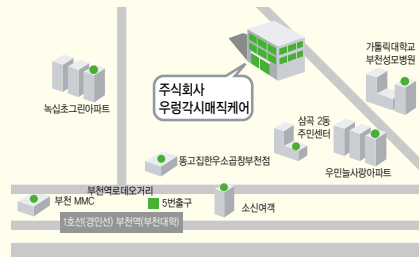 가톨릭대학교
부천성모병원
녹십초그린아파트
주식회사
우렁각시매직케어
삼곡 2동
주민센터
우민늘사랑아파트
똥고집한우소곱창부천점
부천역로데오거리
부천 MMC
5번출구
소신여객
1호선(경인선) 부천역(부천대학)